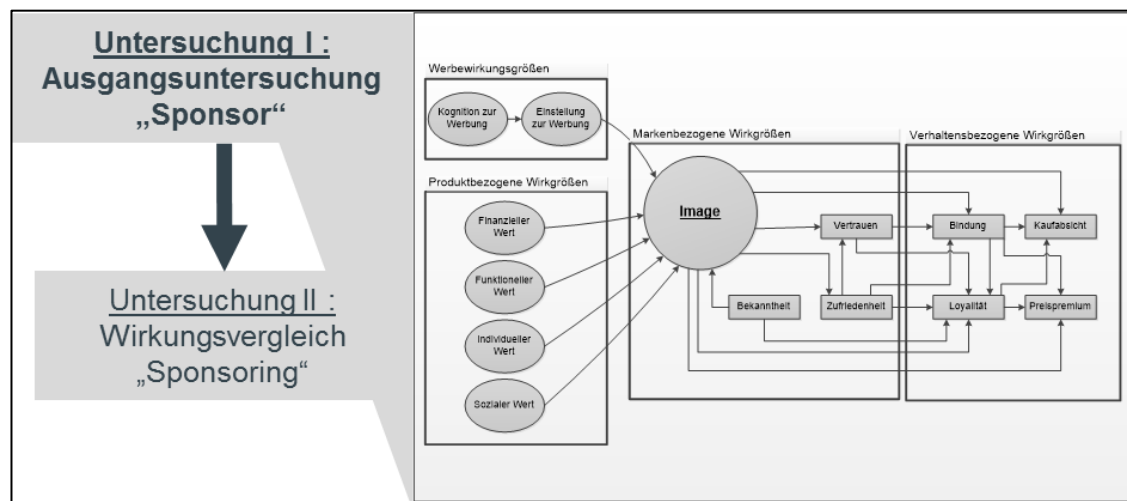 Untersuchung I :
Ausgangsuntersuchung
„Sponsor“
Untersuchung II :
Wirkungsvergleich
„Sponsoring“
Werbewirkungsgrößen
Kognition zur
Werbung
Einstellung
zur Werbung
Produktbezogene Wirkgrößen
Finanzieller
Wert
Funktioneller
Wert
Individueller
Wert
Sozialer Wert
Markenbezogene Wirkgrößen
Image
Vertrauen
Bekanntheit
Zufriedenheit
Verhaltensbezogene Wirkgrößen
Bindung
Kaufabsicht
Loyalität
Preispremium